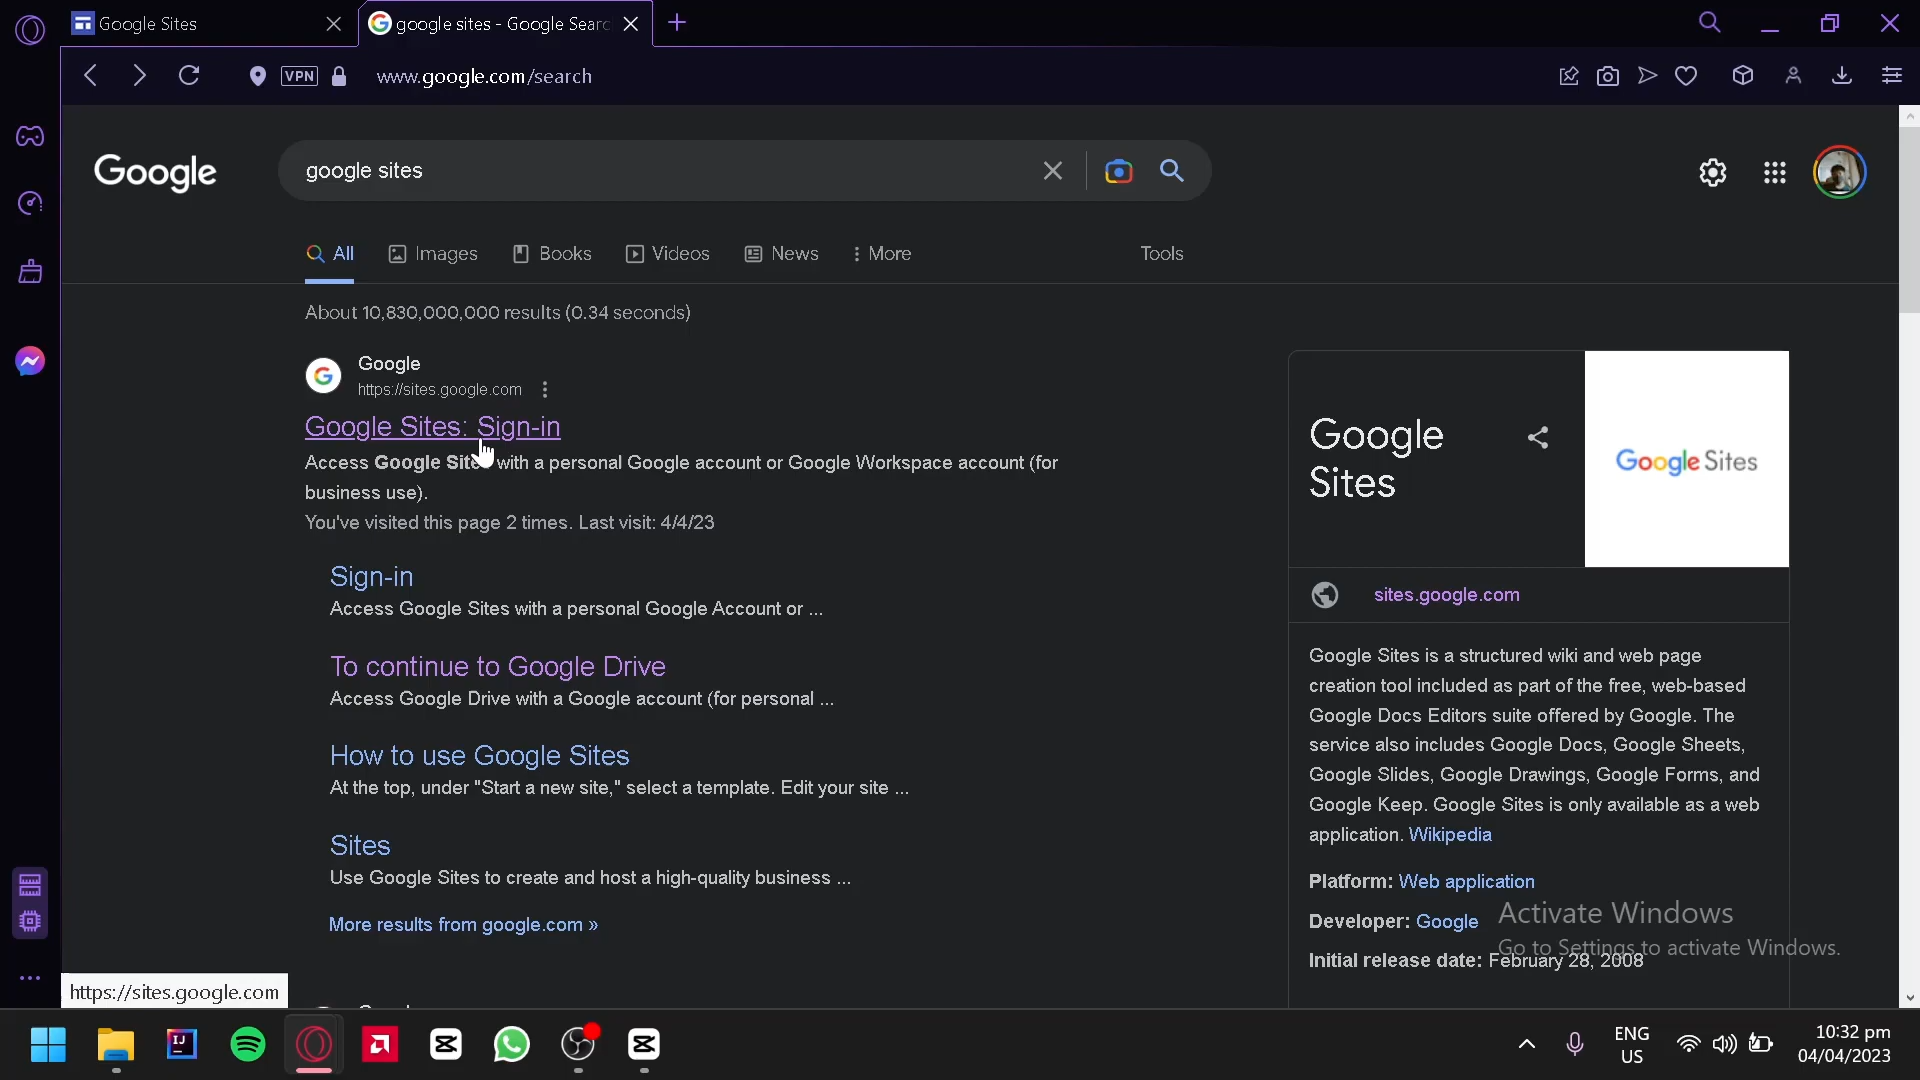 Google Sites
google sites - Google Sear
VPN
www.google.com/search
Google
google sites
All
Images
Books
Videos
News
More
Tools
About 10,830,000,000 results (0.34 seconds)
Google
https://sites.google.com
Google Sites: Sign-in
Access Google Site with a personal Google account or Google Workspace account (for
business use).
You've visited this page 2 times. Last visit: 4/4/23
Sign-in
Access Google Sites with a personal Google Account or ...
To continue to Google Drive
Access Google Drive with a Google account (for personal ...
How to use Google Sites
At the top, under "Start a new site," select a template. Edit your site ...
Sites
Use Google Sites to create and host a high-quality business ...
More results from google.com »
Google
Sites
Google Sites
sites.google.com
Google Sites is a structured wiki and web page
creation tool included as part of the free, web-based
Google Docs Editors suite offered by Google. The
service also includes Google Docs, Google Sheets,
Google Slides, Google Drawings, Google Forms, and
Google Keep. Google Sites is only available as a web
application. Wikipedia
Platform: Web application
Developer: Google
Initial release date: February 28, 2008
Activate Windows
Go to Settings to activate Windows.
https://sites.google.com
IJ
ENG
US
10:32 pm
04/04/2023